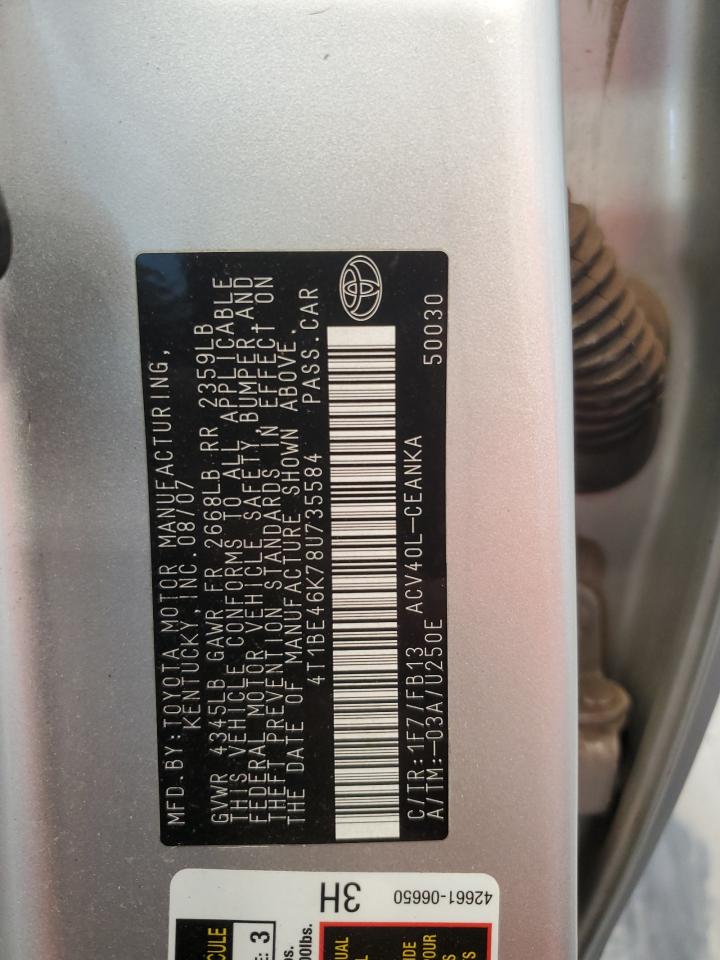 MFD.BY:TOYOTA MOTOR MANUFACTURING,
KENTUCKY, INC.08/07
GVWR 4345LB GAWR FR 2668LB RR 2359LB
THIS VEHICLE CONFORMS TO ALL APPLICABLE
FEDERAL MOTOR VEHICLE SAFETY,BUMPER,AND
THEFT PREVENTION STANDARDS IN EFFECT ON
THE DATE OF MANUFACTURE SHOWN ABOVE.
4T1BE46K78U735584 PASS.CAR
C/TR:1F7/FB13 ACV40L-CEANKA 50030
A/TM:-03A/U250E
3H
42661-06650
3